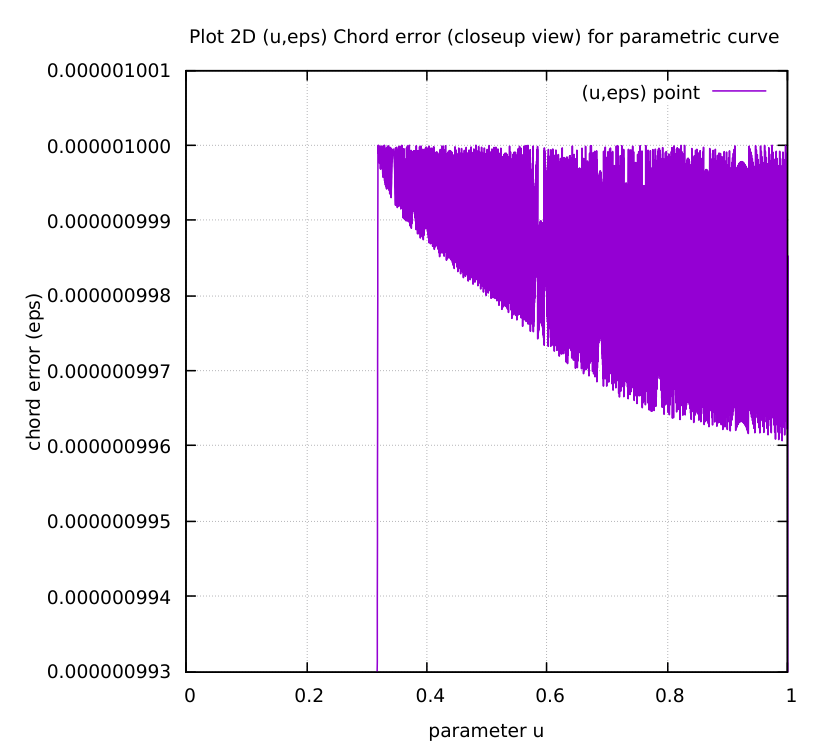 Plot 2D (u,eps) Chord error (closeup view) for parametric curve
0.000001001
(u,eps) point
0.000001000
0.000000999
0.000000998
chord error (eps)
0.000000997
0.000000996
0.000000995
0.000000994
0.000000993
0 0.2 0.4 0.6 0.8 1
parameter u